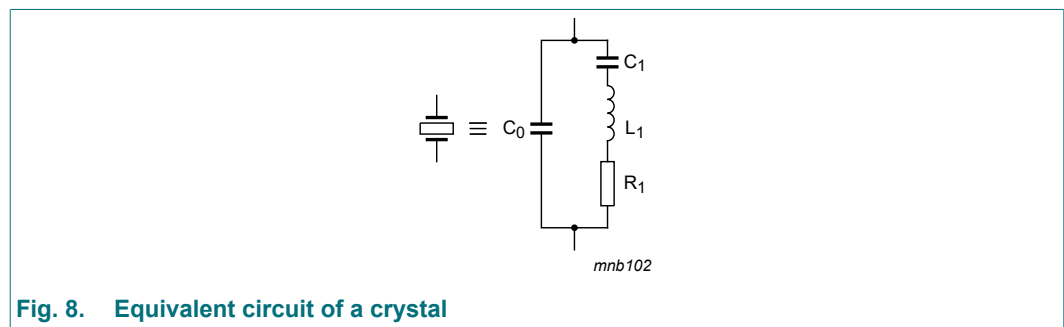 C1
≡ C0
L1
R1
mnb102
Fig. 8. Equivalent circuit of a crystal